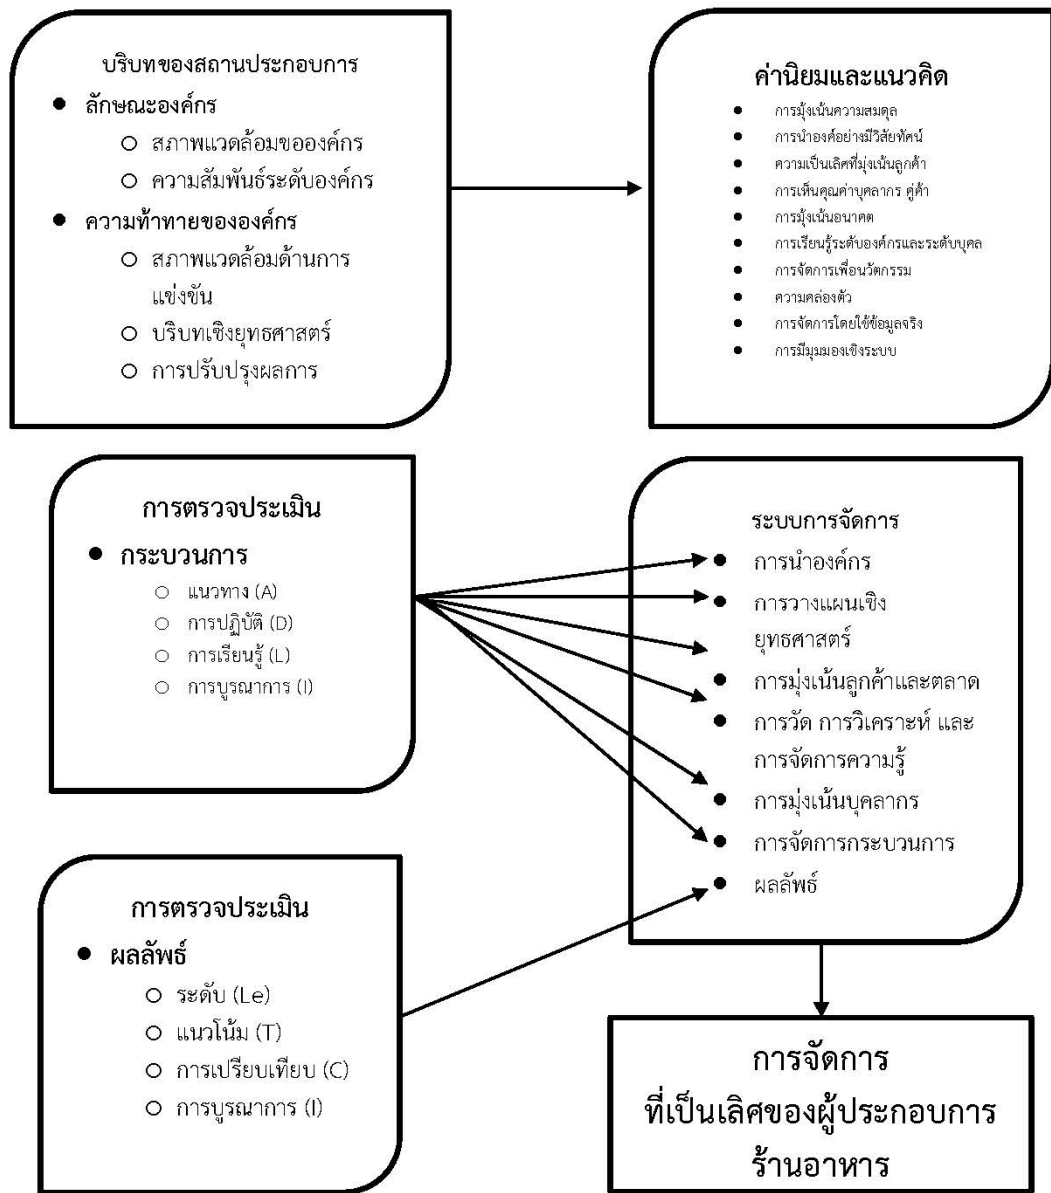 บริบทของสถานประกอบการ
● ลักษณะองค์กร
○ สภาพแวดล้อมขององค์กร
○ ความสัมพันธ์ระดับองค์กร
● ความท้าทายขององค์กร
○ สภาพแวดล้อมด้านการ
แข่งขัน
○ บริบทเชิงยุทธศาสตร์
○ การปรับปรุงผลการ
ค่านิยมและแนวคิด
● การมุ้งเน้นความสมดุล
● การนำองค์อย่างมีวิสัยทัศน์
● ความเป็นเลิศที่มุ่งเน้นลูกค้า
● การเห็นคุณค่าบุคลากร คู่ค้า
● การมุ้งเน้นอนาคต
● การเรียนรู้ระดับองค์กรและระดับบุคล
● การจัดการเพื่อนวัตกรรม
● ความคล่องตัว
● การจัดการโดยใช้ข้อมูลจริง
● การมีมุมมองเชิงระบบ
การตรวจประเมิน
● กระบวนการ
○ แนวทาง (A)
○ การปฏิบัติ (D)
○ การเรียนรู้ (L)
○ การบูรณาการ (I)
ระบบการจัดการ
● การนำองค์กร
● การวางแผนเชิง
ยุทธศาสตร์
● การมุ่งเน้นลูกค้าและตลาด
● การวัด การวิเคราะห์ และ
การจัดการความรู้
● การมุ่งเน้นบุคลากร
● การจัดการกระบวนการ
● ผลลัพธ์
การตรวจประเมิน
● ผลลัพธ์
○ ระดับ (Le)
○ แนวโน้ม (T)
○ การเปรียบเทียบ (C)
○ การบูรณาการ (I)
การจัดการ
ที่เป็นเลิศของผู้ประกอบการ
ร้านอาหาร